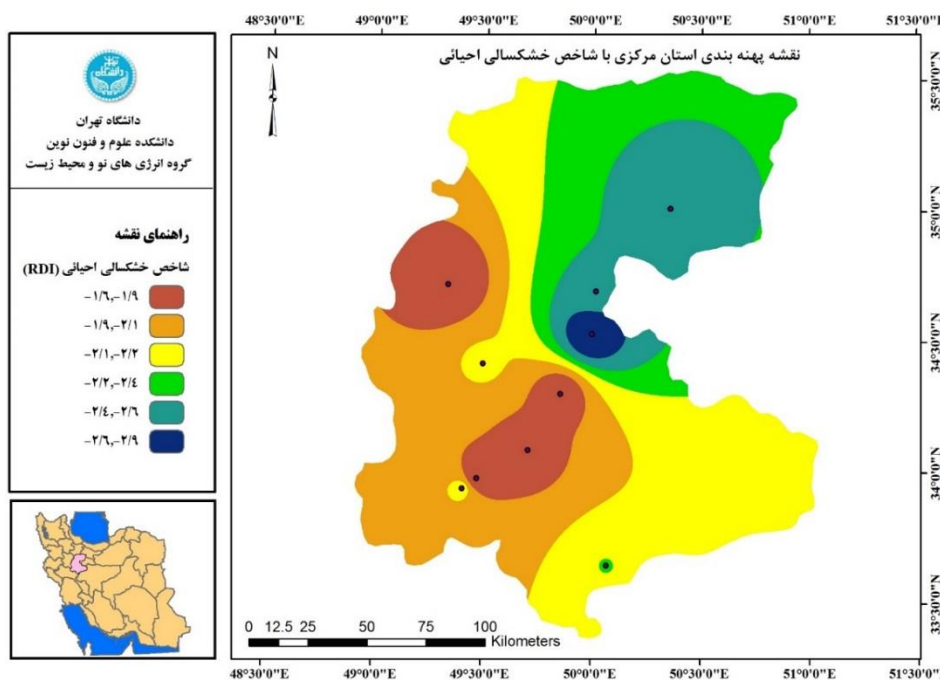 48°30'0"E 49°0'0"E 49°30'0"E 50°0'0"E 50°30'0"E 51°0'0"E 51°30'0"E
نقشه پهنه بندی استان مرکزی با شاخص خشکسالی احیائی
N
دانشگاه تهران
دانشکده علوم و فنون نوین
گروه انرژی های نو و محیط زیست
راهنمای نقشه
شاخص خشکسالی احیائی (RDI)
-۱/۶,-۱/۹
-۱/۹,-۲/۱
-۲/۱,-۲/۲
-۲/۲,-۲/٤
-۲/٤,-۲/۶
-۲/۶,-۲/۹
35°30'0"N
35°0'0"N
34°30'0"N
34°0'0"N
33°30'0"N
0 12.5 25 50 75 100
Kilometers
48°30'0"E 49°0'0"E 49°30'0"E 50°0'0"E 50°30'0"E 51°0'0"E 51°30'0"E